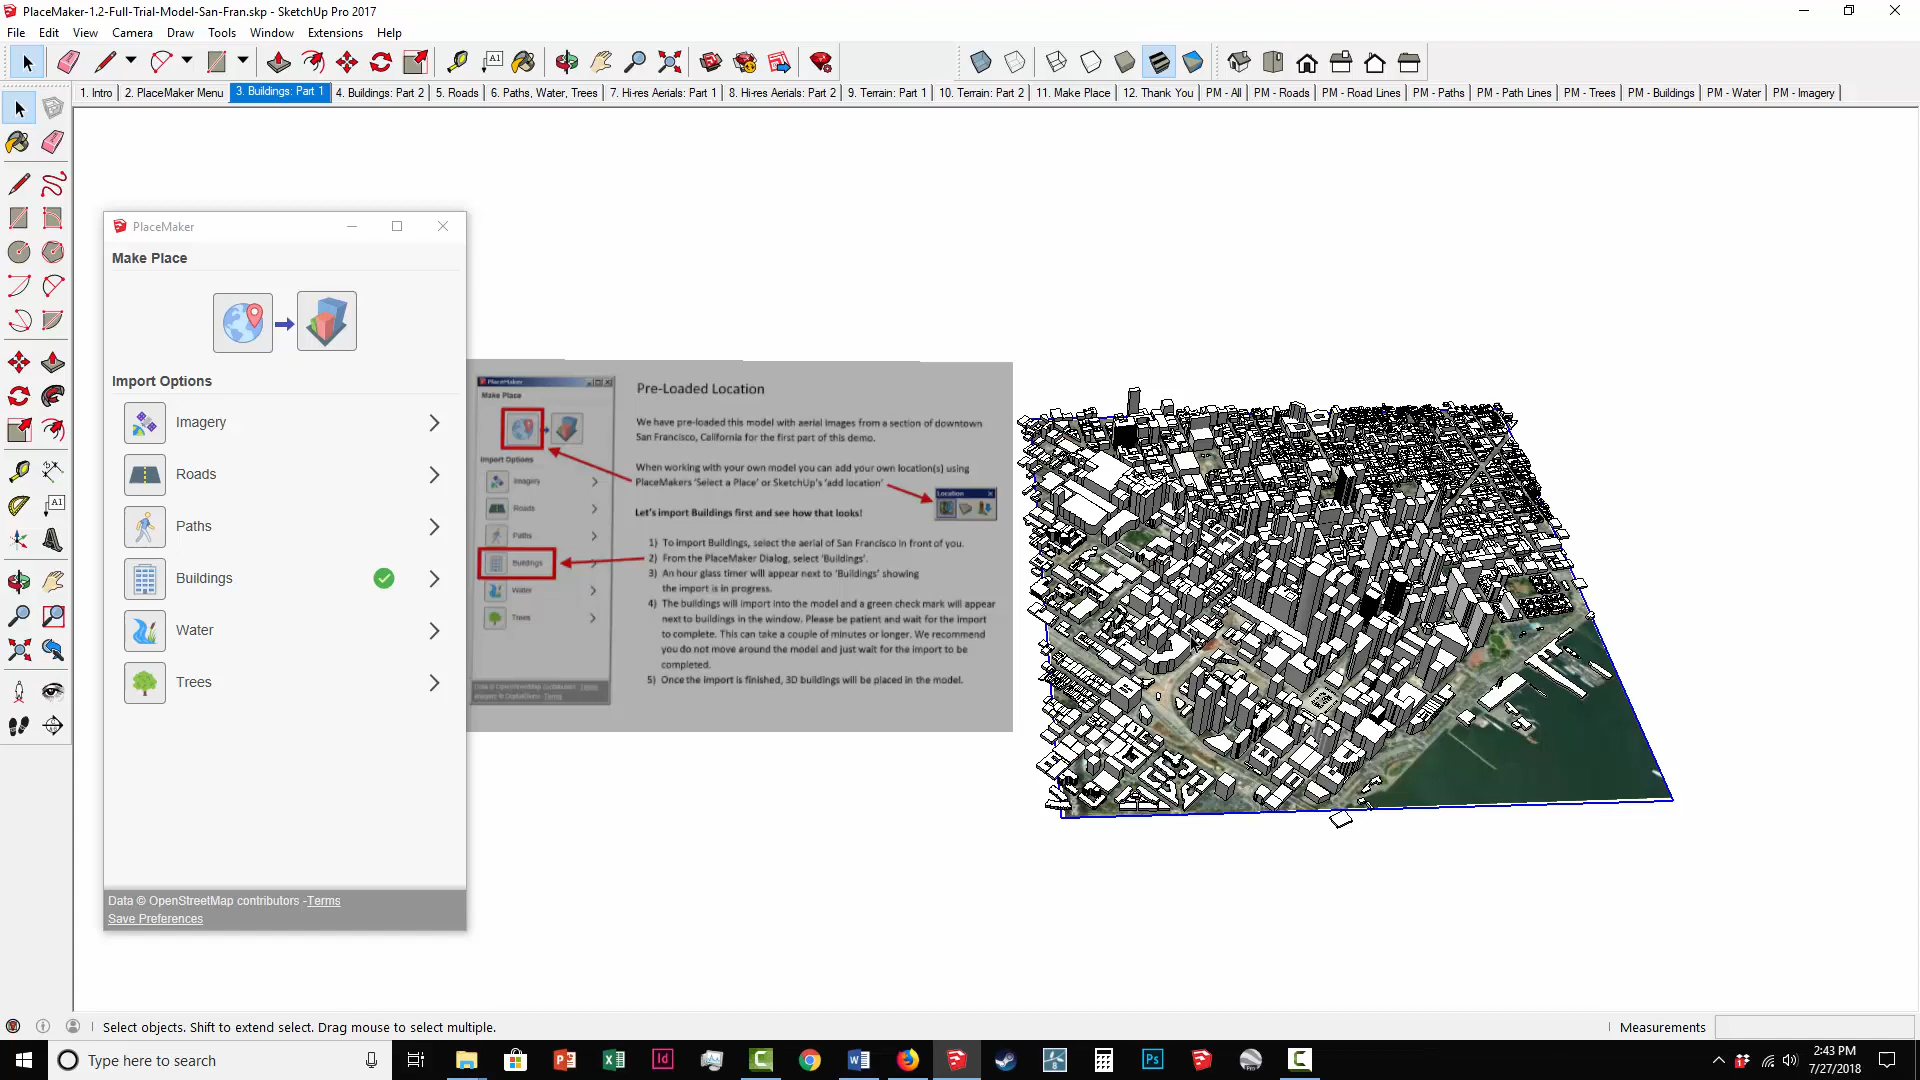 PlaceMaker-1.2-Full-Trial-Model-San-Fran.skp - SketchUp Pro 2017
File Edit View Camera Draw Tools Window Extensions Help
A1
1. Intro 2. PlaceMaker Menu 3. Buildings: Part 1 4. Buildings: Part 2 5. Roads 6. Paths, Water, Trees 7. Hi-res Aerials: Part 1 8. Hi-res Aerials: Part 2 9. Terrain: Part 1 10. Terrain: Part 2 11. Make Place 12. Thank You PM - All PM - Roads PM - Road Lines PM - Paths PM - Path Lines PM - Trees PM - Buildings PM - Water PM - Imagery
PlaceMaker
Make Place
Import Options
Imagery
Roads
Paths
Buildings
Water
Trees
Data © OpenStreetMap contributors -Terms
Save Preferences
A1
PlaceMaker
Make Place
Import Options
Imagery
Roads
Paths
Buildings
Water
Trees
Pre-Loaded Location
We have pre-loaded this model with aerial images from a section of downtown
San Francisco, California for the first part of this demo.
When working with your own model you can add your own location(s) using
PlaceMakers 'Select a Place' or SketchUp's 'add location'
Location
Let's import Buildings first and see how that looks!
1) To import Buildings, select the aerial of San Francisco in front of you.
2) From the PlaceMaker Dialog, select 'Buildings'.
3) An hour glass timer will appear next to 'Buildings' showing
the import is in progress.
4) The buildings will import into the model and a green check mark will appear
next to buildings in the window. Please be patient and wait for the import
to complete. This can take a couple of minutes or longer. We recommend
you do not move around the model and just wait for the import to be
completed.
5) Once the import is finished, 3D buildings will be placed in the model.
Select objects. Shift to extend select. Drag mouse to select multiple.
Measurements
Type here to search
2:43 PM
7/27/2018